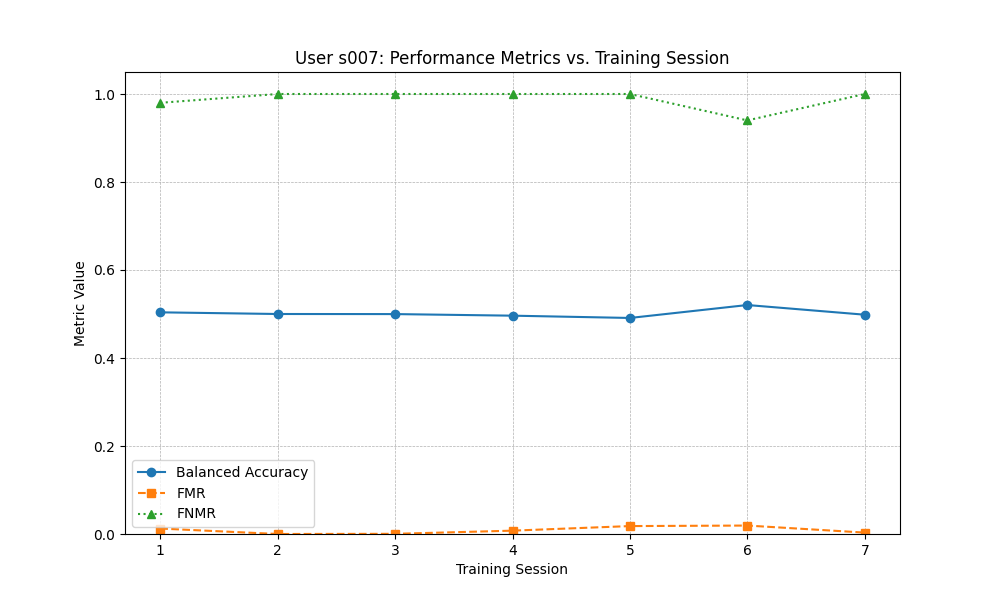 User s007: Performance Metrics vs. Training Session
Metric Value
1.0
0.8
0.6
0.4
0.2
0.0
Balanced Accuracy
FMR
FNMR
1 2 3 4 5 6 7
Training Session